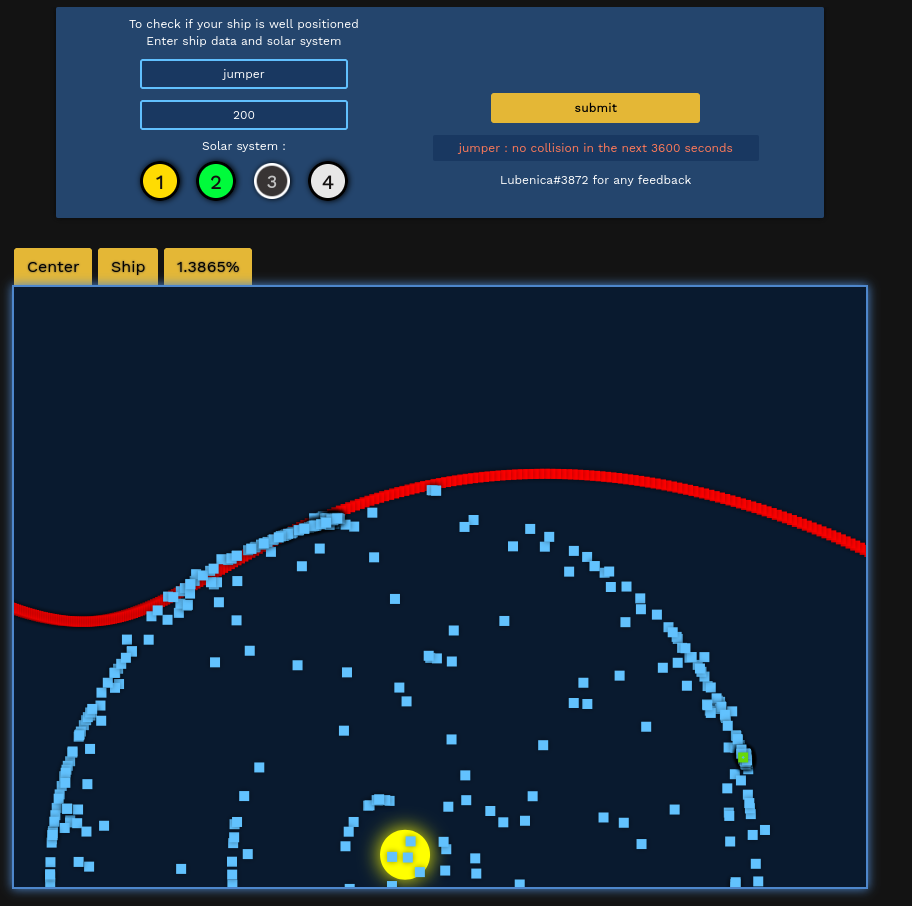 To check if your ship is well positioned
Enter ship data and solar system
jumper
200
Solar system :
1 2 3 4
submit
jumper : no collision in the next 3600 seconds
Lubenica#3872 for any feedback
Center Ship 1.3865%